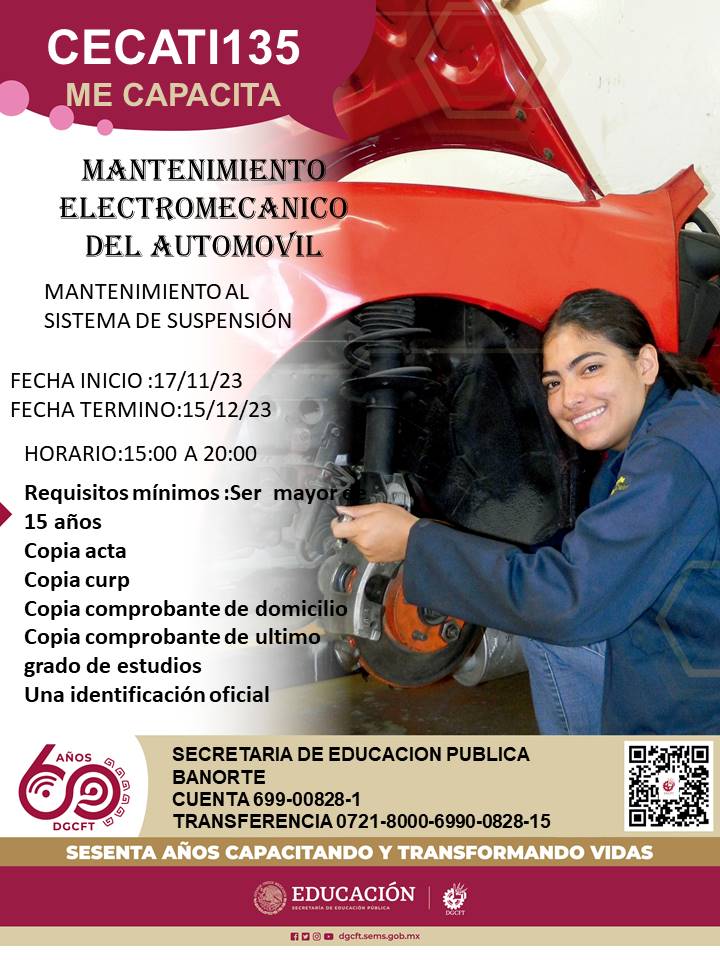 CECATI135
ME CAPACITA
MANTENIMIENTO
ELECTROMECANICO
DEL AUTOMOVIL
MANTENIMIENTO AL
SISTEMA DE SUSPENSIÓN
FECHA INICIO :17/11/23
FECHA TERMINO:15/12/23
HORARIO:15:00 A 20:00
Requisitos mínimos :Ser mayor de
15 años
Copia acta
Copia curp
Copia comprobante de domicilio
Copia comprobante de ultimo
grado de estudios
Una identificación oficial
60 AÑOS
DGCFT
SECRETARIA DE EDUCACION PUBLICA
BANORTE
CUENTA 699-00828-1
TRANSFERENCIA 0721-8000-6990-0828-15
SESENTA AÑOS CAPACITANDO Y TRANSFORMANDO VIDAS
EDUCACIÓN
SECRETARÍA DE EDUCACIÓN PÚBLICA
DGCFT
dgcft.sems.gob.mx